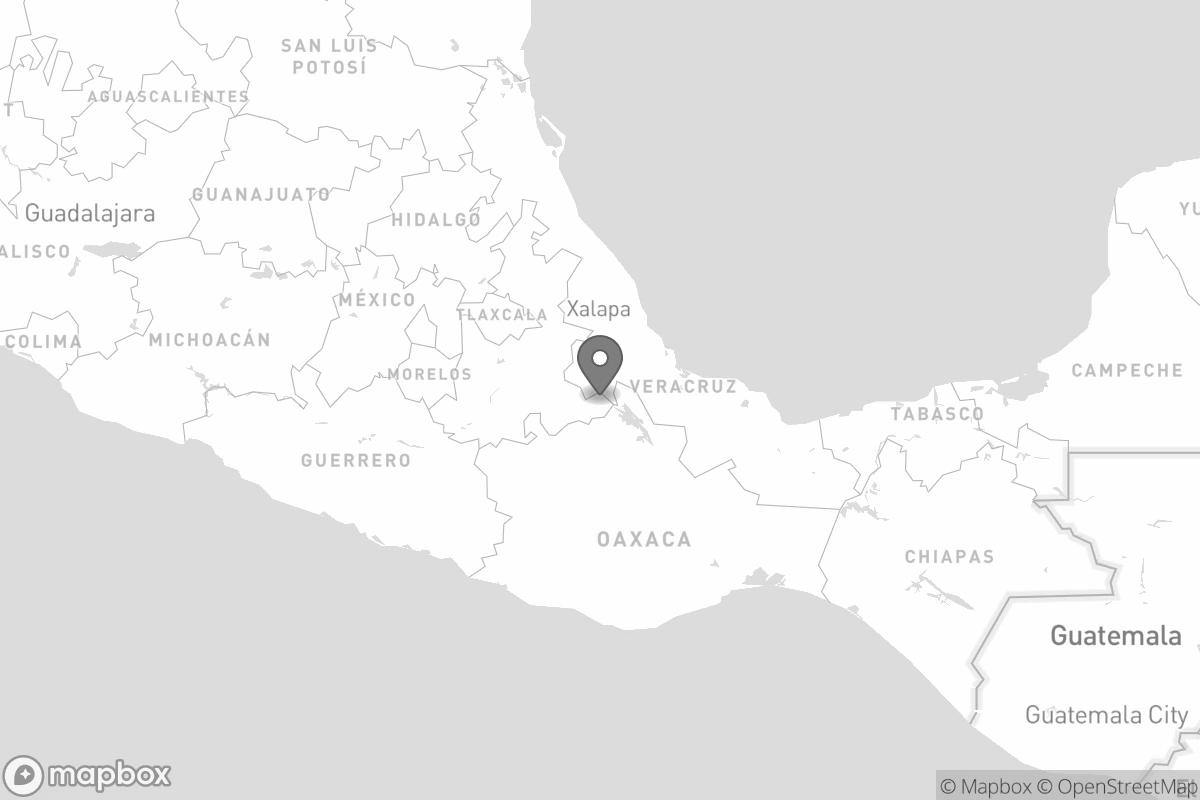 SAN LUIS
POTOSÍ
AGUASCALIENTES
T
GUANAJUATO
HIDALGO
YU
Guadalajara
ALISCO
MÉXICO
TLAXCALA
Xalapa
COLIMA
MICHOACÁN
MORELOS
VERACRUZ
CAMPECHE
TABASCO
GUERRERO
OAXACA
CHIAPAS
Guatemala
Guatemala City
mapbox
© Mapbox © OpenStreetMap